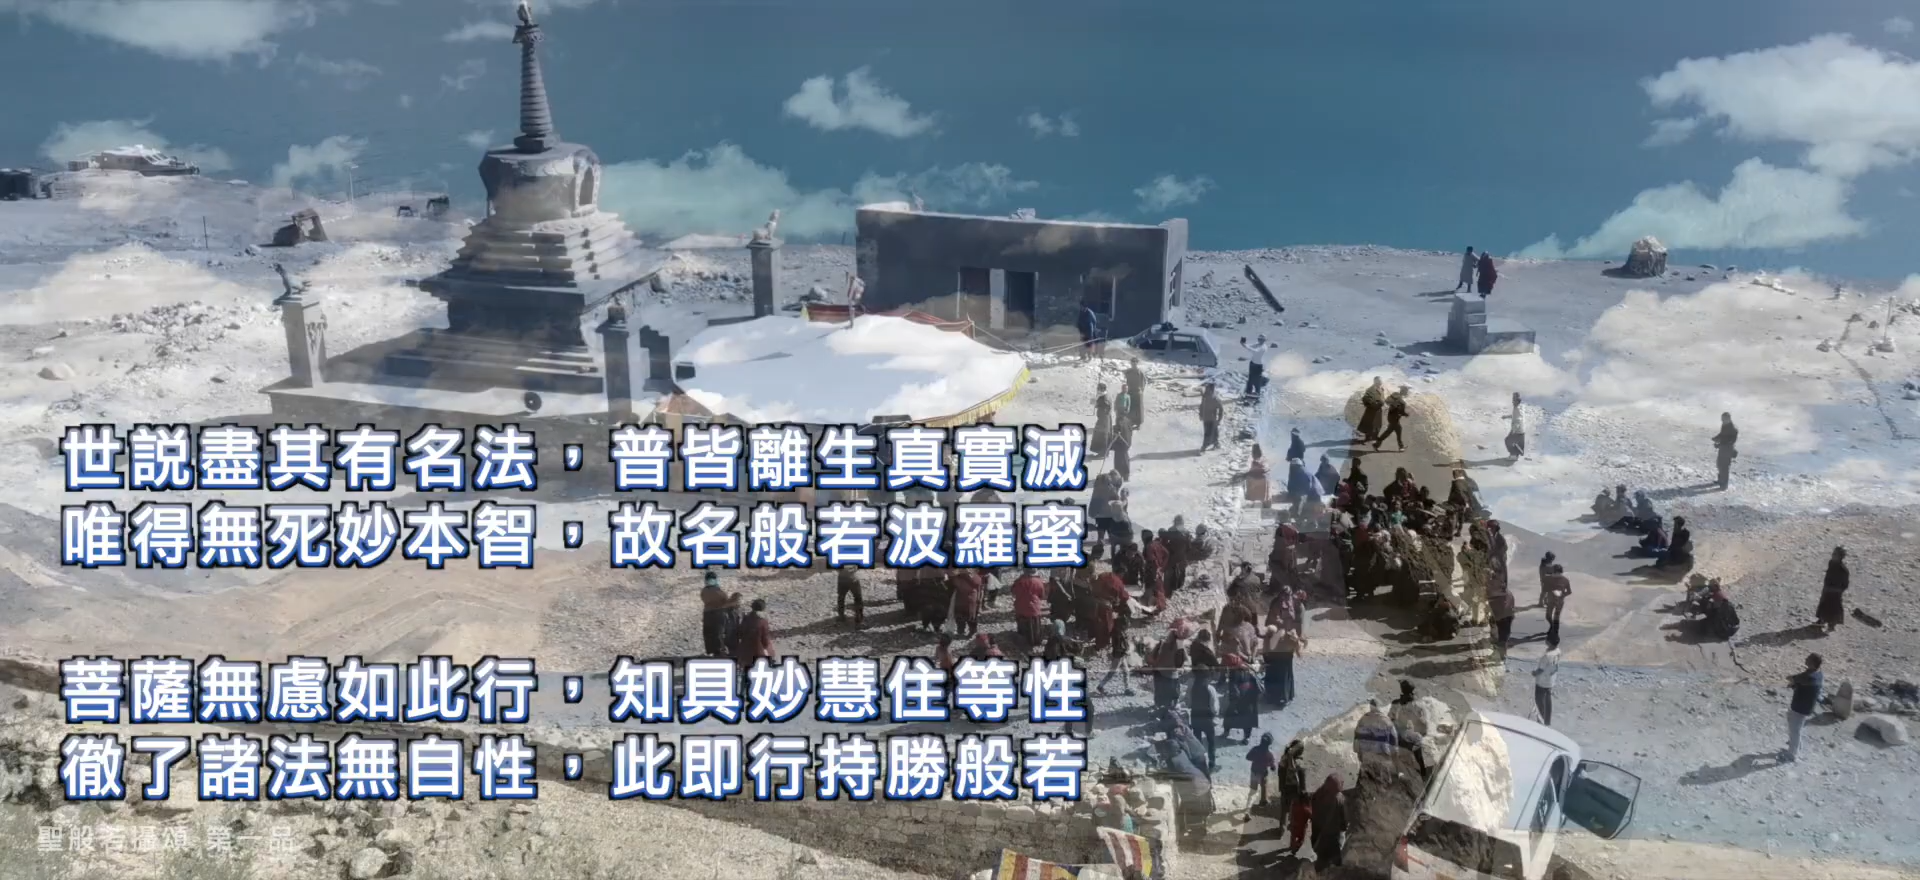 世説盡其有名法，普皆離生真實滅
唯得無死妙本智，故名般若波羅蜜
菩薩無慮如此行，知具妙慧住等性
徹了諸法無自性，此即行持勝般若
聖般若攝頌 第一品